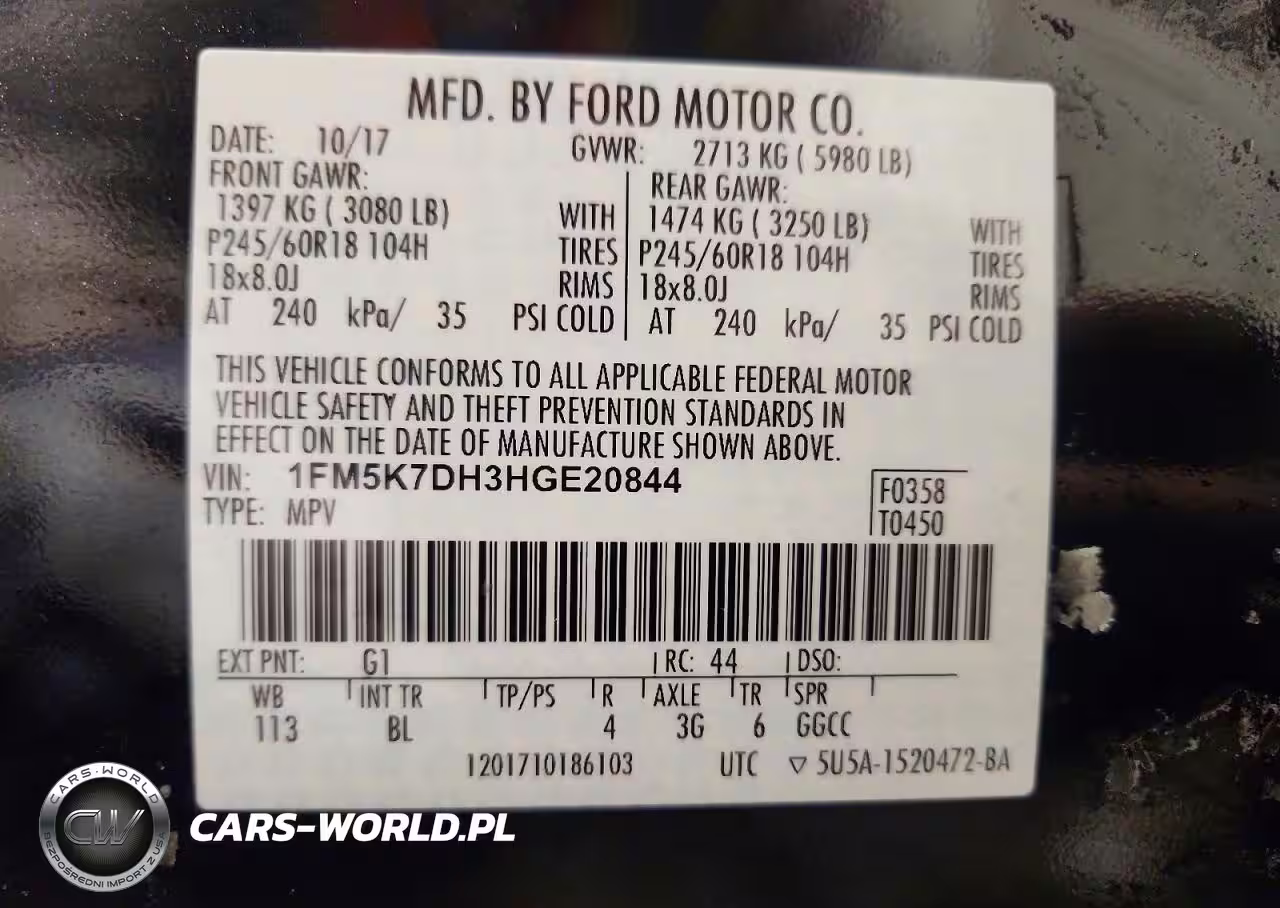 MFD. BY FORD MOTOR CO.
DATE: 10/17 GVWR: 2713 KG ( 5980 LB)
FRONT GAWR: REAR GAWR:
1397 KG ( 3080 LB) WITH 1474 KG ( 3250 LB) WITH
P245/60R18 104H TIRES P245/60R18 104H TIRES
18x8.0J RIMS 18x8.0J RIMS
AT 240 kPa/ 35 PSI COLD AT 240 kPa/ 35 PSI COLD
THIS VEHICLE CONFORMS TO ALL APPLICABLE FEDERAL MOTOR
VEHICLE SAFETY AND THEFT PREVENTION STANDARDS IN
EFFECT ON THE DATE OF MANUFACTURE SHOWN ABOVE.
VIN: 1FM5K7DH3HGE20844
F0358
TYPE: MPV
T0450
EXT PNT: G1 RC: 44 DSO:
WB INT TR TP/PS R AXLE TR SPR
113 BL 4 3G 6 GGCC
1201710186103 UTC ▽ 5U5A-1520472-BA
CARS-WORLD
CW
BEZPOŚREDNI IMPORT Z USA
CARS-WORLD.PL